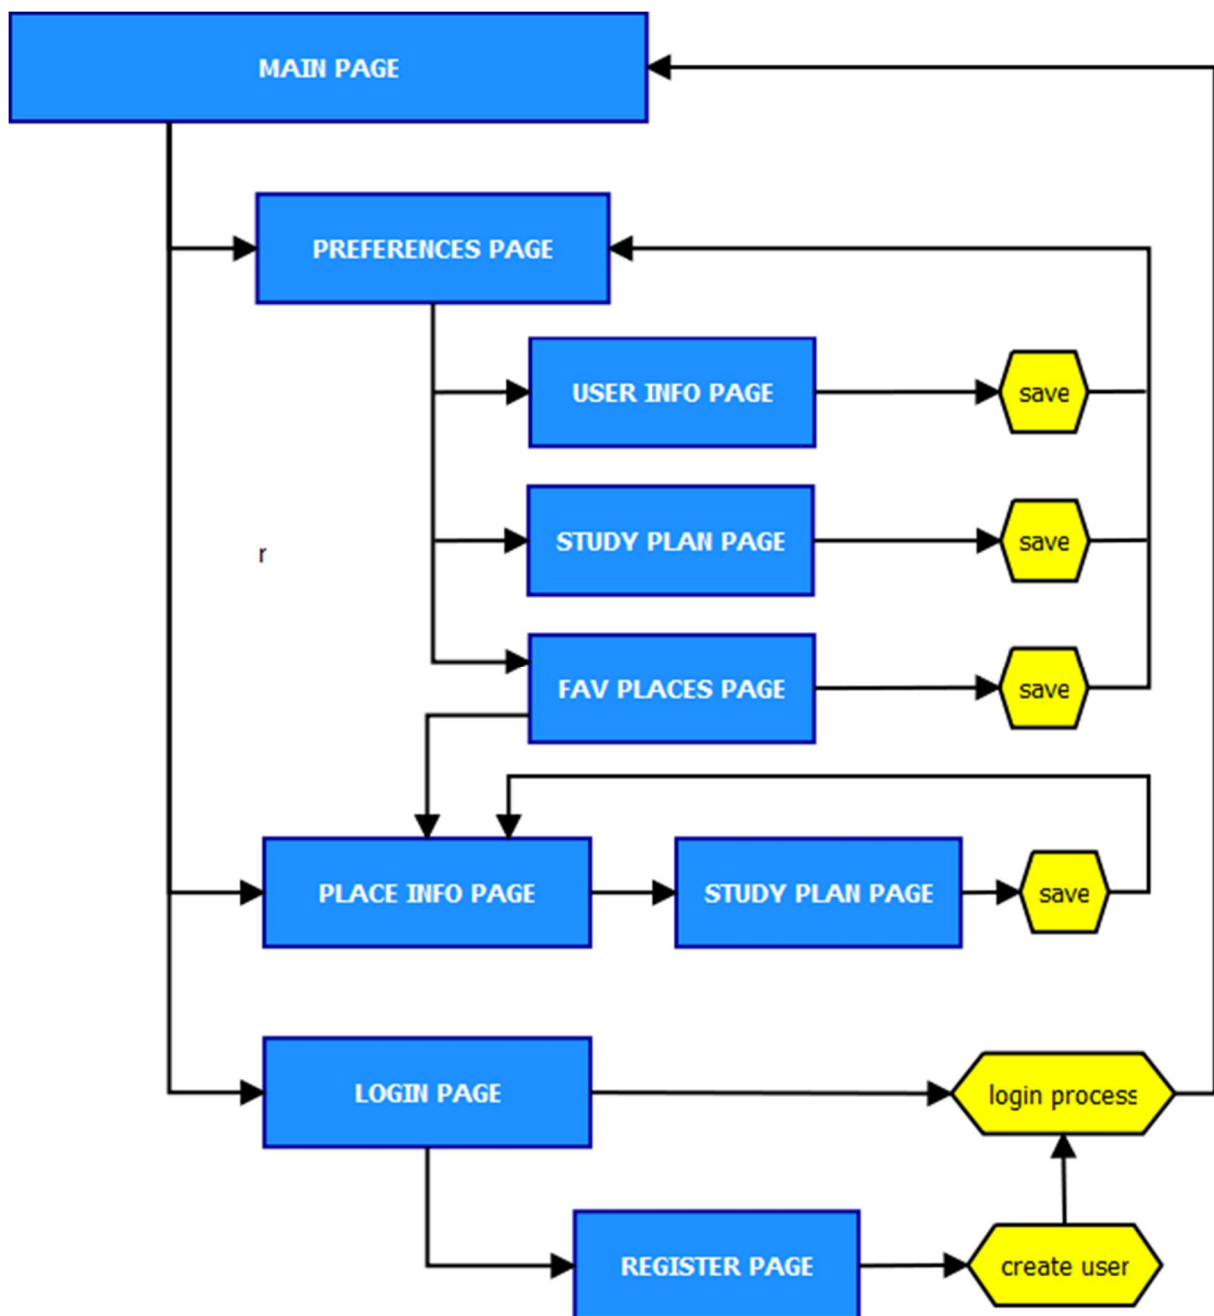 MAIN PAGE
PREFERENCES PAGE
USER INFO PAGE
save
STUDY PLAN PAGE
save
r
FAV PLACES PAGE
save
PLACE INFO PAGE
STUDY PLAN PAGE
save
LOGIN PAGE
login process
REGISTER PAGE
create user